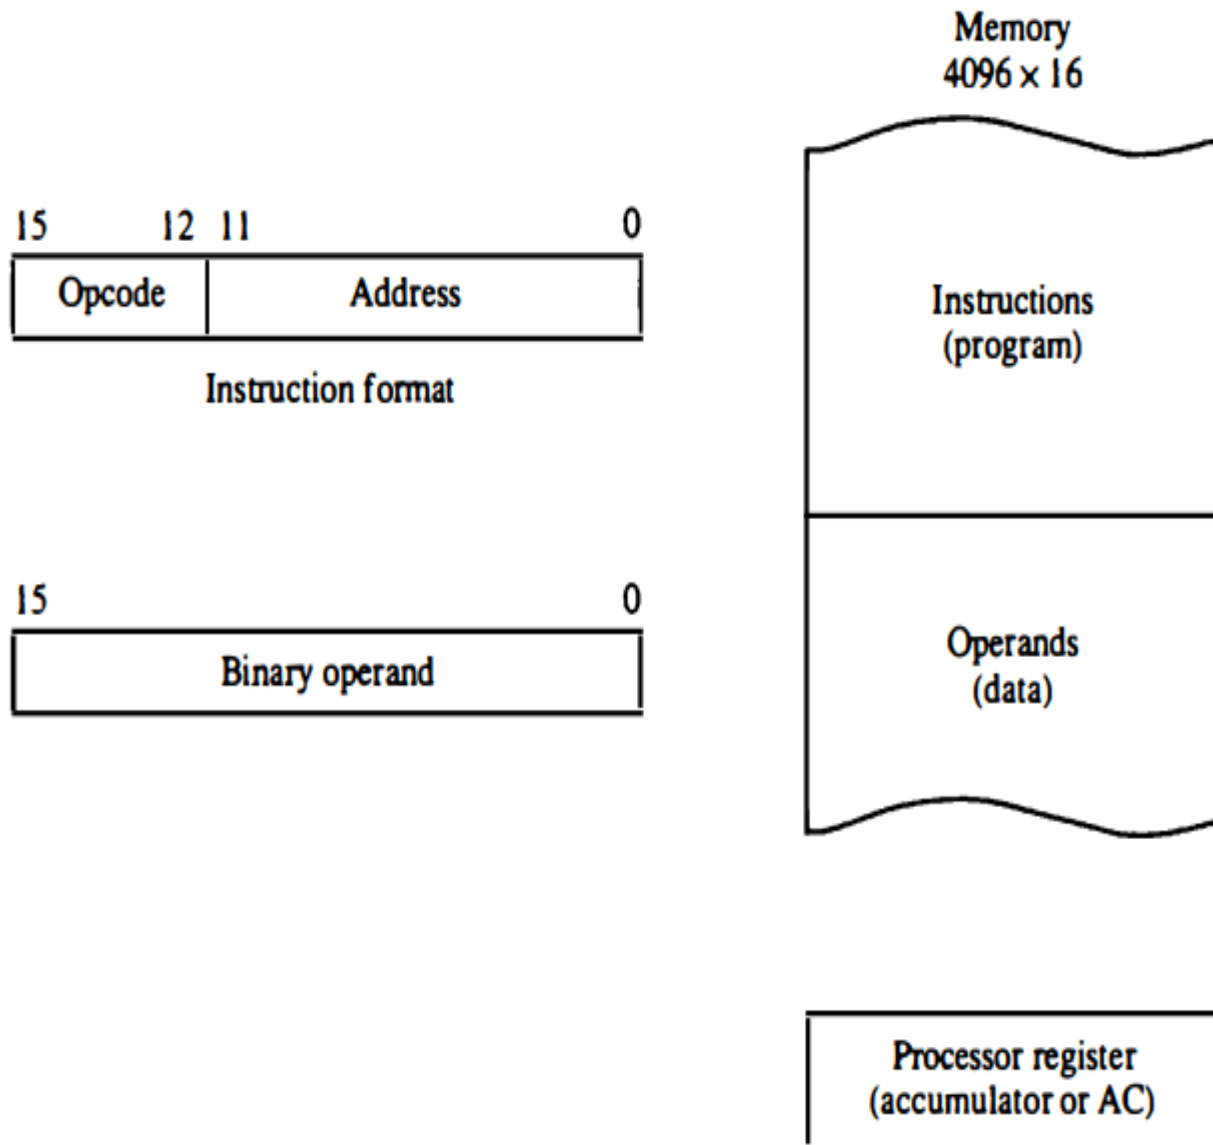 Memory
4096 × 16
15 12 11 0
Opcode Address
Instruction format
Instructions
(program)
15 0
Binary operand
Operands
(data)
Processor register
(accumulator or AC)